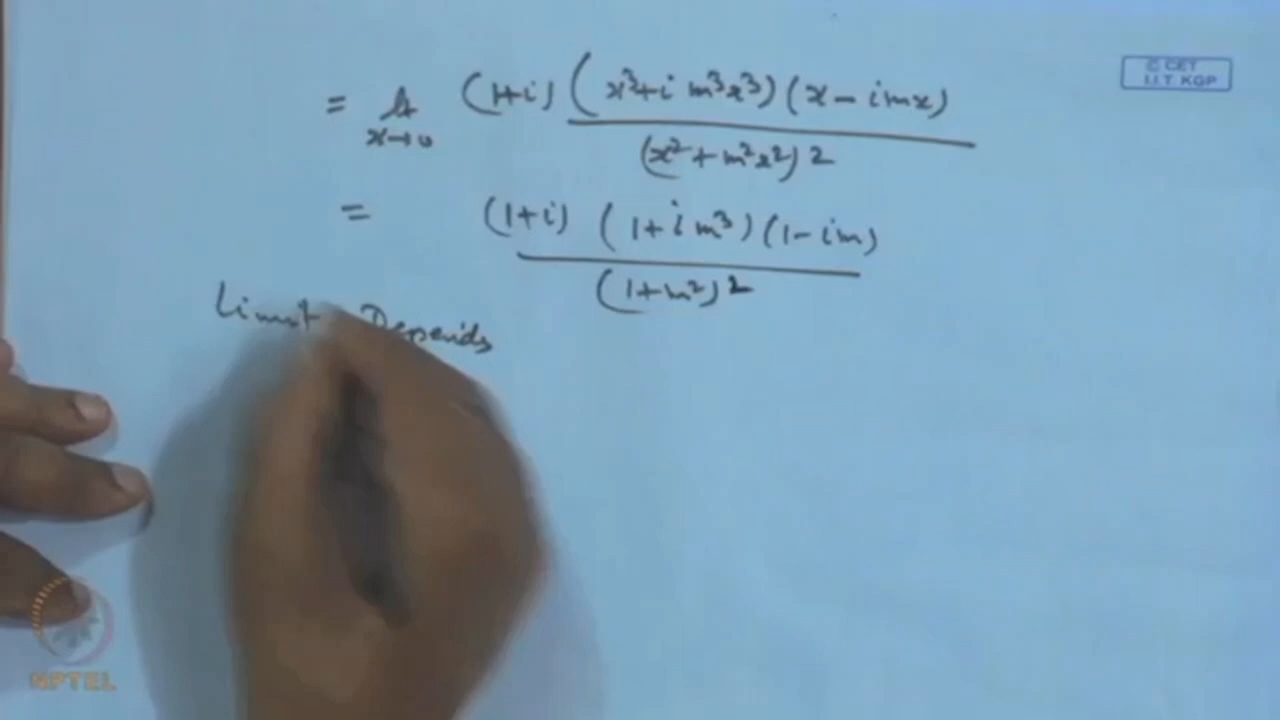 © CET
I.I.T. KGP
= lt x→0 (1+i) (x³+i m³x³) (x - imx) / (x²+m²x²)²
= (1+i) (1+i m³) (1-im) / (1+m²)²
Limit Depends
NPTEL